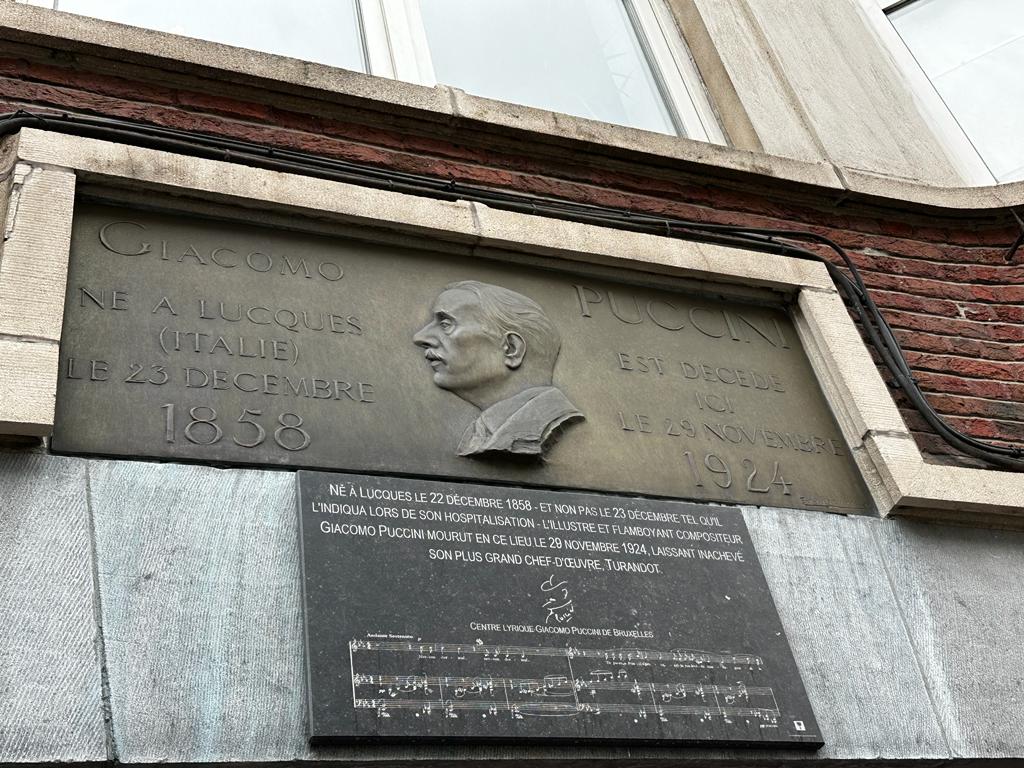 GIACOMO
NE A LUCQUES
(ITALIE)
LE 23 DECEMBRE
1858
PUCCINI
EST DECEDE
ICI
LE 29 NOVEMBRE
1924
NÉ À LUCQUES LE 22 DÉCEMBRE 1858 - ET NON PAS LE 23 DÉCEMBRE TEL QU'IL
L'INDIQUA LORS DE SON HOSPITALISATION - L'ILLUSTRE ET FLAMBOYANT COMPOSITEUR
GIACOMO PUCCINI MOURUT EN CE LIEU LE 29 NOVEMBRE 1924, LAISSANT INACHEVÉ
SON PLUS GRAND CHEF-D'ŒUVRE, TURANDOT.
CENTRE LYRIQUE GIACOMO PUCCINI DE BRUXELLES
Andante Sostenuto